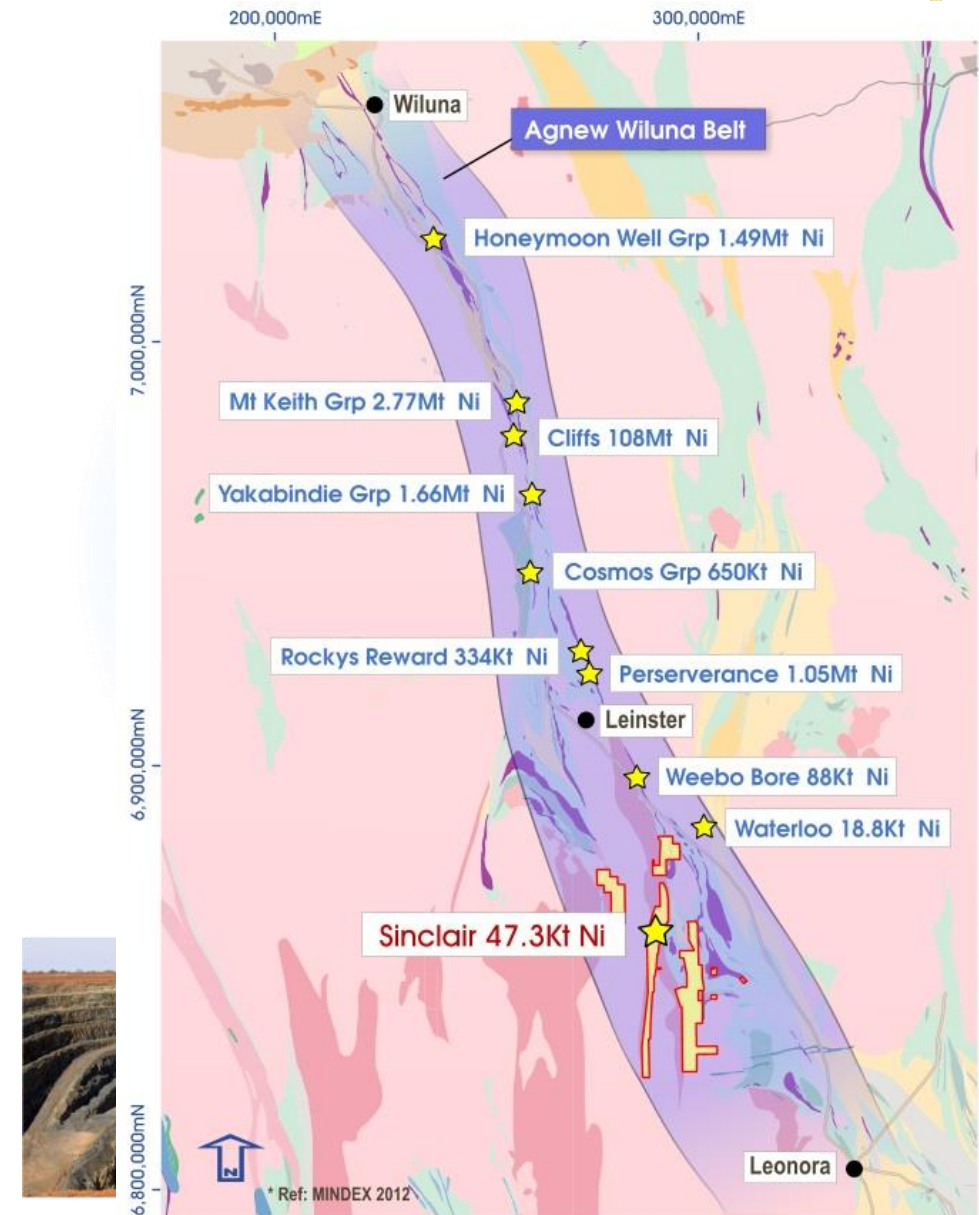 200,000mE
300,000mE
Wiluna
Agnew Wiluna Belt
Honeymoon Well Grp 1.49Mt Ni
7,000,000mN
Mt Keith Grp 2.77Mt Ni
Cliffs 108Mt Ni
Yakabindie Grp 1.66Mt Ni
Cosmos Grp 650Kt Ni
Rockys Reward 334Kt Ni
Perserverance 1.05Mt Ni
Leinster
6,900,000mN
Weebo Bore 88Kt Ni
Waterloo 18.8Kt Ni
Sinclair 47.3Kt Ni
6,800,000mN
N
Leonora
* Ref: MINDEX 2012